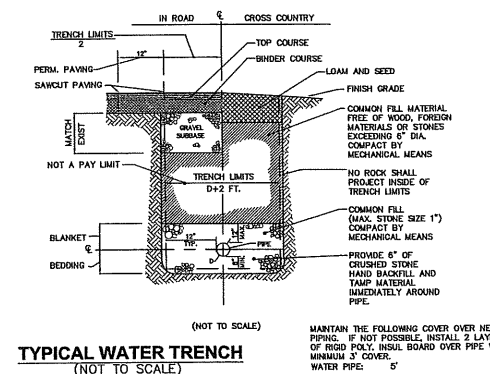 ℄
IN ROAD
CROSS COUNTRY
TRENCH LIMITS
2
12"
TOP COURSE
BINDER COURSE
PERM. PAVING
SAWCUT PAVING
LOAM AND SEED
FINISH GRADE
MATCH
EXIST
GRAVEL
SUBBASE
COMMON FILL MATERIAL
FREE OF WOOD, FOREIGN
MATERIALS OR STONES
EXCEEDING 6" DIA.
COMPACT BY
MECHANICAL MEANS
NOT A PAY LIMIT
TRENCH LIMITS
D+2 FT.
NO ROCK SHALL
PROJECT INSIDE OF
TRENCH LIMITS
COMMON FILL
(MAX. STONE SIZE 1")
COMPACT BY
MECHANICAL MEANS
BLANKET
℄
BEDDING
12"
TYP.
12"
MAX.
PIPE
D
PROVIDE 6" OF
CRUSHED STONE
HAND BACKFILL AND
TAMP MATERIAL
IMMEDIATELY AROUND
PIPE.
(NOT TO SCALE)
TYPICAL WATER TRENCH
(NOT TO SCALE)
MAINTAIN THE FOLLOWING COVER OVER NE
PIPING. IF NOT POSSIBLE, INSTALL 2 LAY
OF RIGID POLY. INSUL BOARD OVER PIPE
MINIMUM 3' COVER.
WATER PIPE: 5'